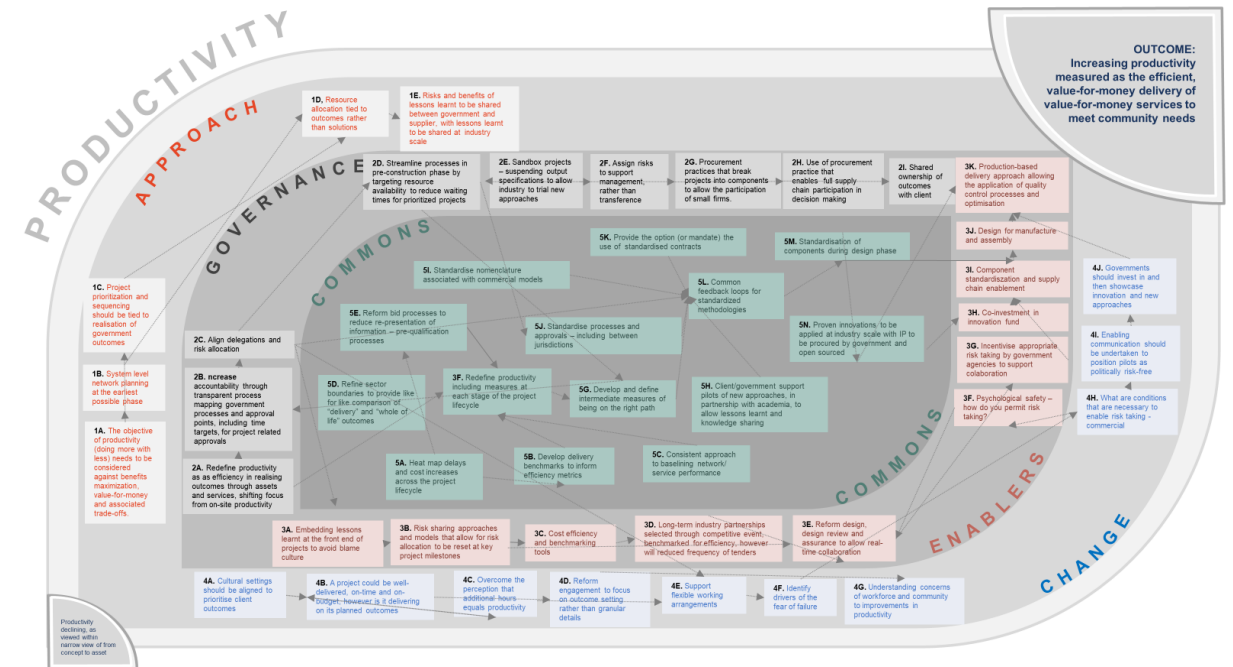 PRODUCTIVITY
OUTCOME:
Increasing productivity
measured as the efficient,
value-for-money delivery of
value-for-money services to
meet community needs
APPROACH
1D, Resource
allocation tied to
outcomes rather
than solutions
1E. Risks and benefits of
lessons learnt to be shared
between government and
supplier, with lessons learnt
to be shared at industry
scale
1C. Project
prioritization and
sequencing
should be tied to
realisation of
government
outcomes
1B. System level
network planning
at the earliest
possible phase
1A. The objective
of productivity
(doing more with
less) needs to be
considered
against benefits
maximization,
value-for-money
and associated
trade-offs.
GOVERNANCE
2D. Streamline processes in
pre-construction phase by
targeting resource
availability to reduce waiting
times for prioritized projects
2E. Sandbox projects
– suspending output
specifications to allow
industry to trial new
approaches
2F. Assign risks
to support
management,
rather than
transference
2G. Procurement
practices that break
projects into components
to allow the participation
of small firms.
2H. Use of procurement
practice that
enables full supply
chain participation in
decision making
2I. Shared
ownership of
outcomes
with client
2C. Align delegations and
risk allocation
2B. ncrease
accountability through
transparent process
mapping government
processes and approval
points, including time
targets, for project related
approvals
2A. Redefine productivity
as as efficiency in realising
outcomes through assets
and services, shifting focus
from on-site productivity
COMMONS
5K. Provide the option (or mandate) the
use of standardised contracts
5M. Standardisation of
components during design phase
5I. Standardise nomenclature
associated with commercial models
5L. Common
feedback loops for
standardized
methodologies
5E. Reform bid processes to
reduce re-presentation of
information – pre-qualification
processes
5J. Standardise processes and
approvals – including between
jurisdictions
5N. Proven innovations to be
applied at industry scale with IP to
be procured by government and
open sourced
5D. Refine sector
boundaries to provide like
for like comparison of
“delivery” and “whole of
life” outcomes
3F. Redefine productivity
including measures at
each stage of the project
lifecycle
5G. Develop and define
intermediate measures of
being on the right path
5H. Client/government support
pilots of new approaches, in
partnership with academia, to
allow lessons learnt and
knowledge sharing
5A. Heat map delays
and cost increases
across the project
lifecycle
5B. Develop delivery
benchmarks to inform
efficiency metrics
5C. Consistent approach
to baselining network/
service performance
COMMONS
3K. Production-based
delivery approach allowing
the application of quality
control processes and
optimisation
3J. Design for manufacture
and assembly
3I. Component
standardiszation and supply
chain enablement
3H. Co-investment in
innovation fund
3G. Incentivise appropriate
risk taking by government
agencies to support
colaboration
3F. Psychological safety –
how do you permit risk
taking?
3A. Embedding lessons
learnt at the front end of
projects to avoid blame
culture
3B. Risk sharing approaches
and models that allow for risk
allocation to be reset at key
project milestones
3C. Cost efficiency
and benchmarking
tools
3D. Long-term industry partnerships
selected through competitive event,
benchmarked for efficiency, however
will reduced frequency of tenders
3E. Reform design,
design review and
assurance to allow real-
time collaboration
ENABLERS
4J. Governments
should invest in and
then showcase
innovation and new
approaches
4I. Enabling
communication should
be undertaken to
position pilots as
politically risk-free
4H. What are conditions
that are necessary to
enable risk taking -
commercial
4A. Cultural settings
should be aligned to
prioritise client
outcomes
4B. A project could be well-
delivered, on-time and on-
budget, however is it delivering
on its planned outcomes
4C. Overcome the
perception that
additional hours
equals productivity
4D. Reform
engagement to focus
on outcome setting
rather than granular
details
4E. Support
flexible working
arrangements
4F. Identify
drivers of the
fear of failure
4G. Understanding concerns
of workforce and community
to improvements in
productivity
CHANGE
Productivity
declining, as
viewed within
narrow view of from
concept to asset